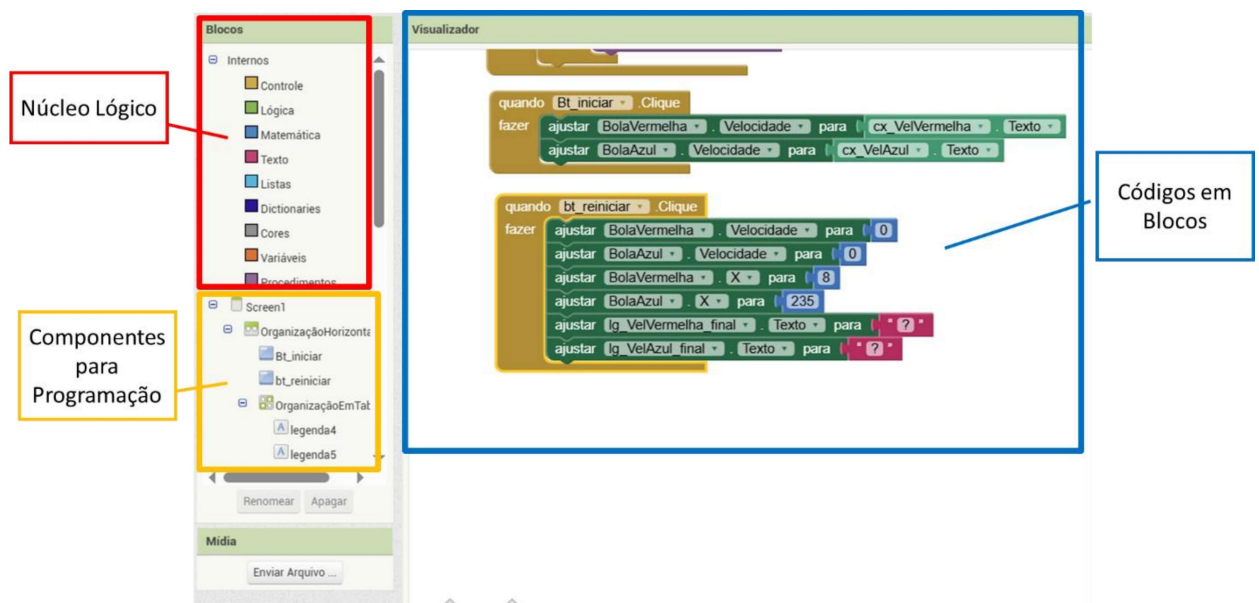 Núcleo Lógico
Componentes
para
Programação
Blocos
Internos
Controle
Lógica
Matemática
Texto
Listas
Dictionaries
Cores
Variáveis
Procedimentos
Screen1
OrganizaçãoHorizonta
Bt_iniciar
bt_reiniciar
OrganizaçãoEmTab
legenda4
legenda5
Renomear Apagar
Mídia
Enviar Arquivo ...
Visualizador
quando Bt_iniciar .Clique
fazer ajustar BolaVermelha . Velocidade para cx_VelVermelha . Texto
ajustar BolaAzul . Velocidade para cx_VelAzul . Texto
quando bt_reiniciar .Clique
fazer ajustar BolaVermelha . Velocidade para 0
ajustar BolaAzul . Velocidade para 0
ajustar BolaVermelha . X para 8
ajustar BolaAzul . X para 235
ajustar lg_VelVermelha_final . Texto para " ? "
ajustar lg_VelAzul_final . Texto para " ? "
Códigos em
Blocos